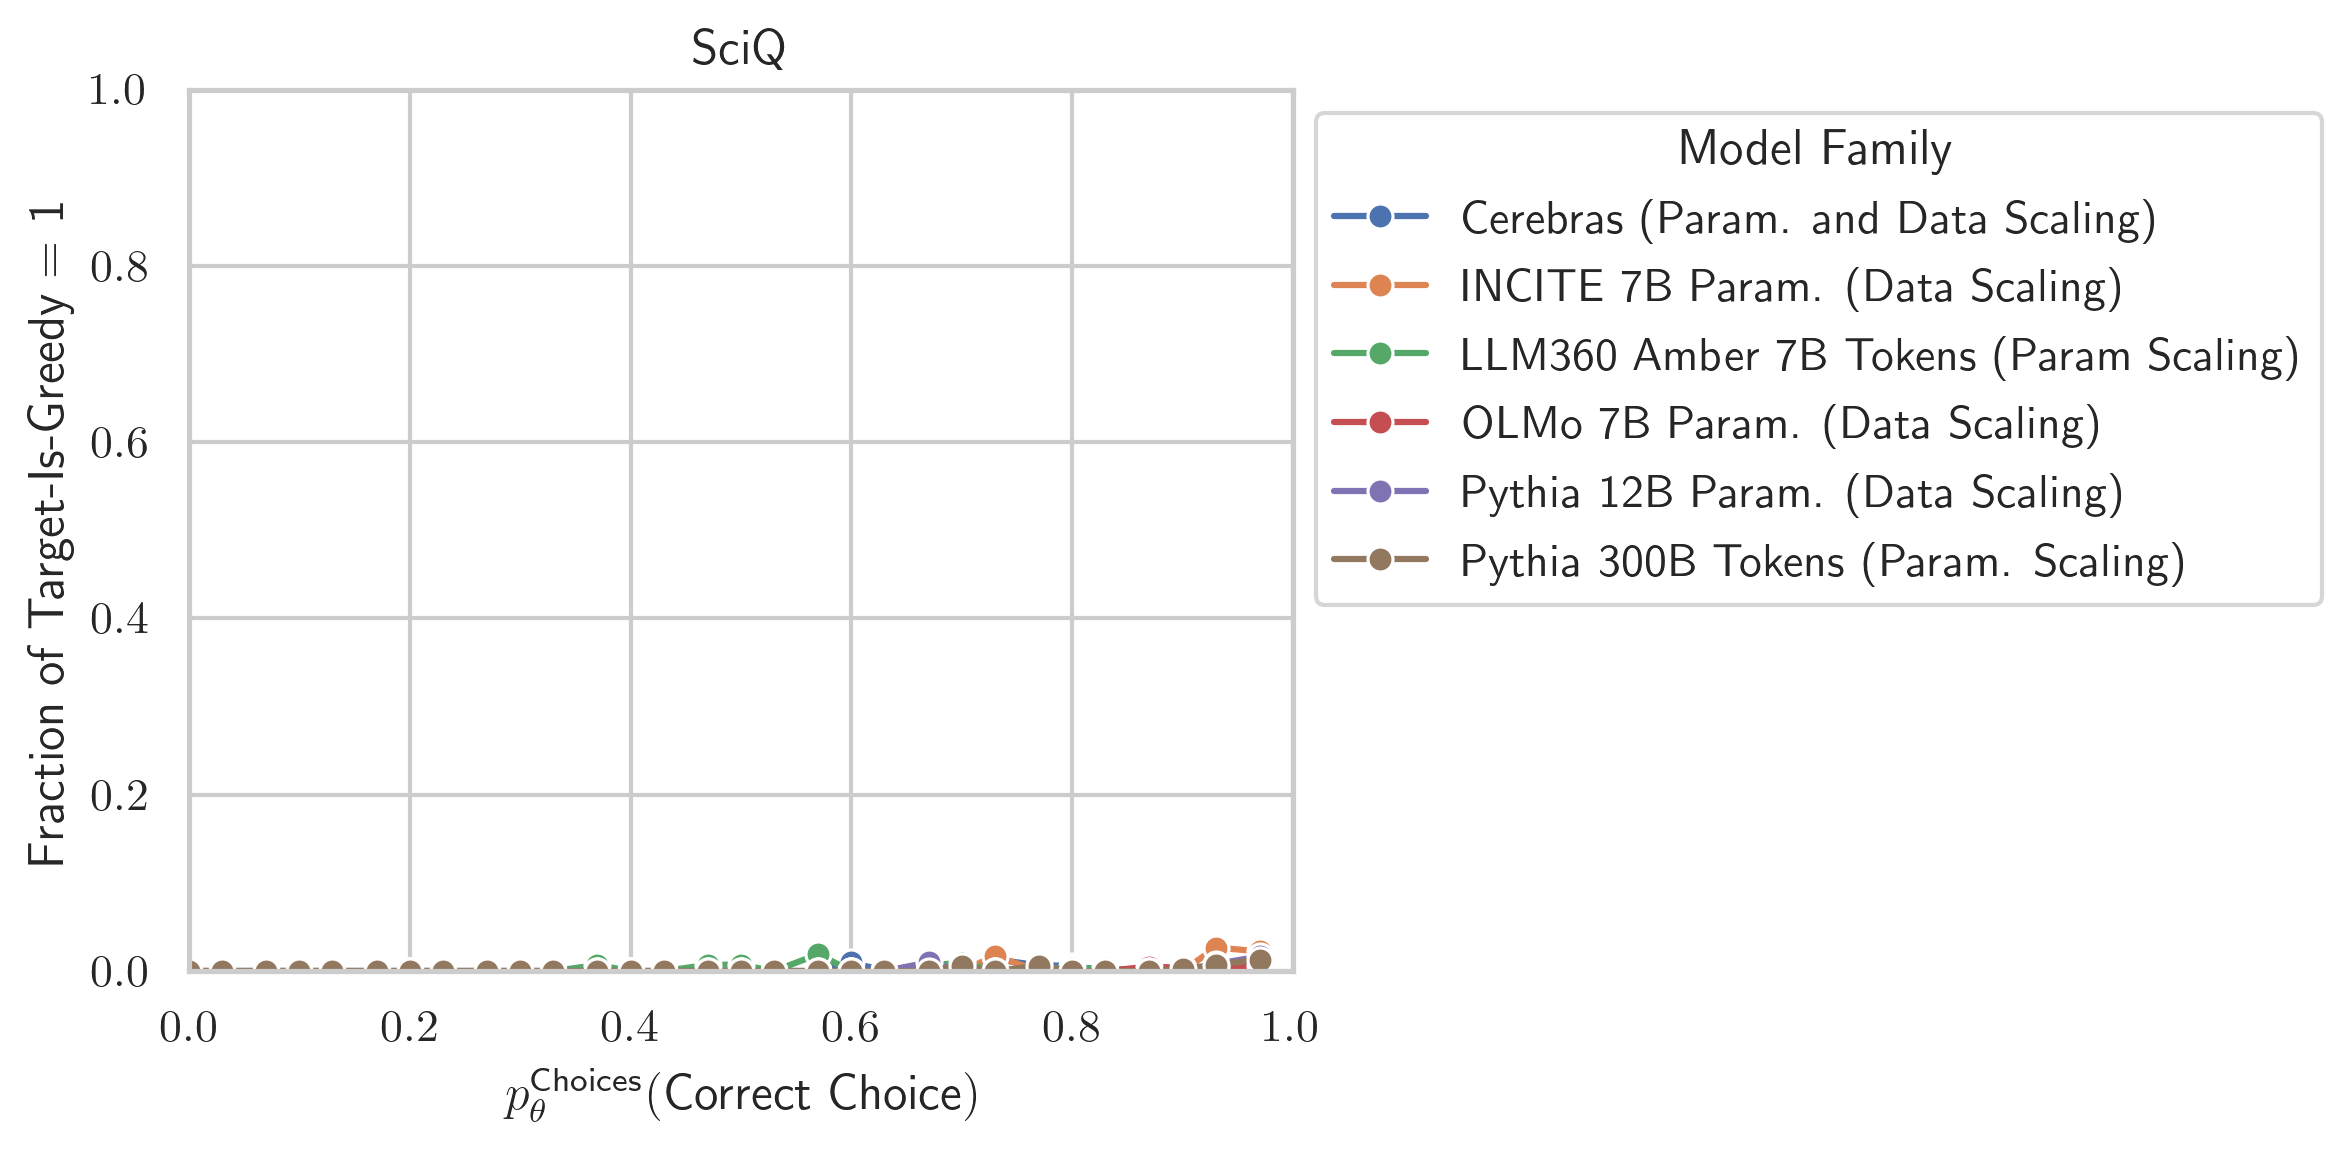 SciQ
Fraction of Target-Is-Greedy = 1
1.0
0.8
0.6
0.4
0.2
0.0
0.0 0.2 0.4 0.6 0.8 1.0
p_θ^Choices(Correct Choice)
Model Family
Cerebras (Param. and Data Scaling)
INCITE 7B Param. (Data Scaling)
LLM360 Amber 7B Tokens (Param Scaling)
OLMo 7B Param. (Data Scaling)
Pythia 12B Param. (Data Scaling)
Pythia 300B Tokens (Param. Scaling)